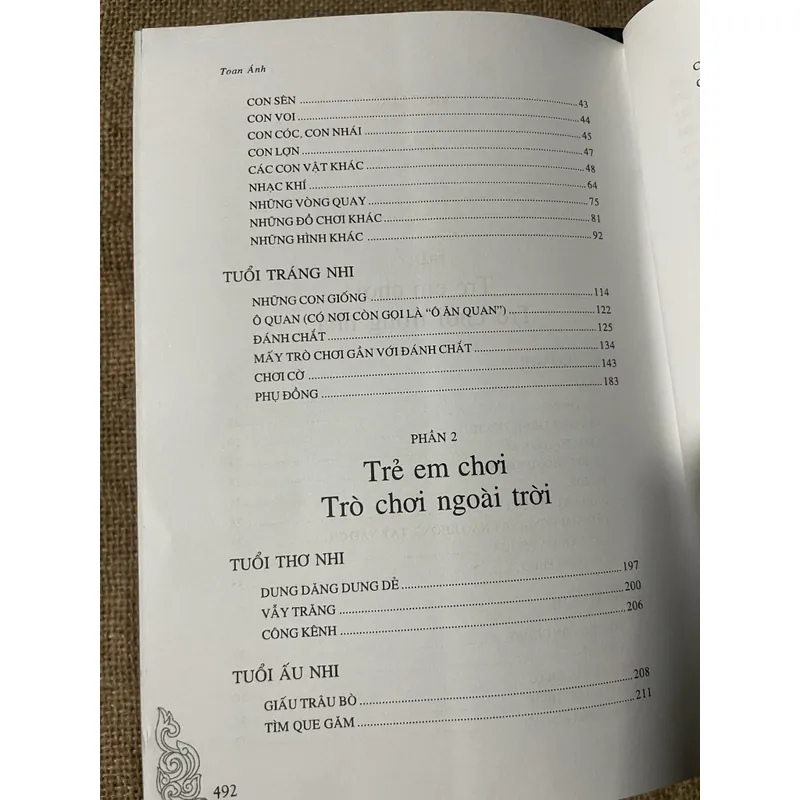 Toan Ánh
CON SÊN 43
CON VOI 44
CON CÓC, CON NHÁI 45
CON LỢN 47
CÁC CON VẬT KHÁC 48
NHẠC KHÍ 64
NHỮNG VÒNG QUAY 75
NHỮNG ĐỒ CHƠI KHÁC 81
NHỮNG HÌNH KHÁC 92
TUỔI TRÁNG NHI
NHỮNG CON GIỐNG 114
Ô QUAN (CÓ NƠI CÒN GỌI LÀ “Ô ĂN QUAN”) 122
ĐÁNH CHẮT 125
MẤY TRÒ CHƠI GẦN VỚI ĐÁNH CHẮT 134
CHƠI CỜ 143
PHỤ ĐỒNG 183
PHẦN 2
Trẻ em chơi
Trò chơi ngoài trời
TUỔI THƠ NHI
DUNG DĂNG DUNG DẺ 197
VẪY TRĂNG 200
CÔNG KÊNH 206
TUỔI ẤU NHI
GIẤU TRÂU BÒ 208
TÌM QUE GĂM 211
492